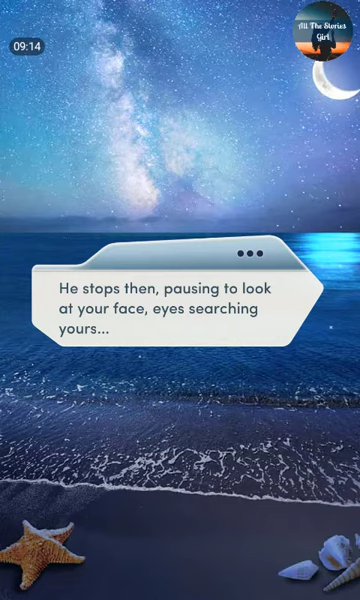 All The Stories
Girl
09:14
He stops then, pausing to look
at your face, eyes searching
yours...